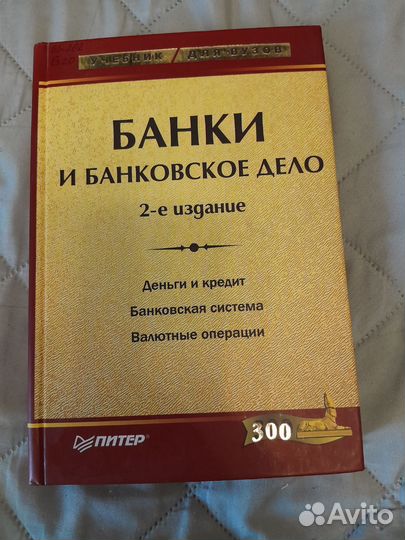 УЧЕБНИК / ДЛЯ ВУЗОВ
БАНКИ
И БАНКОВСКОЕ ДЕЛО
2-е издание
Деньги и кредит
Банковская система
Валютные операции
ПИТЕР®
300
Avito